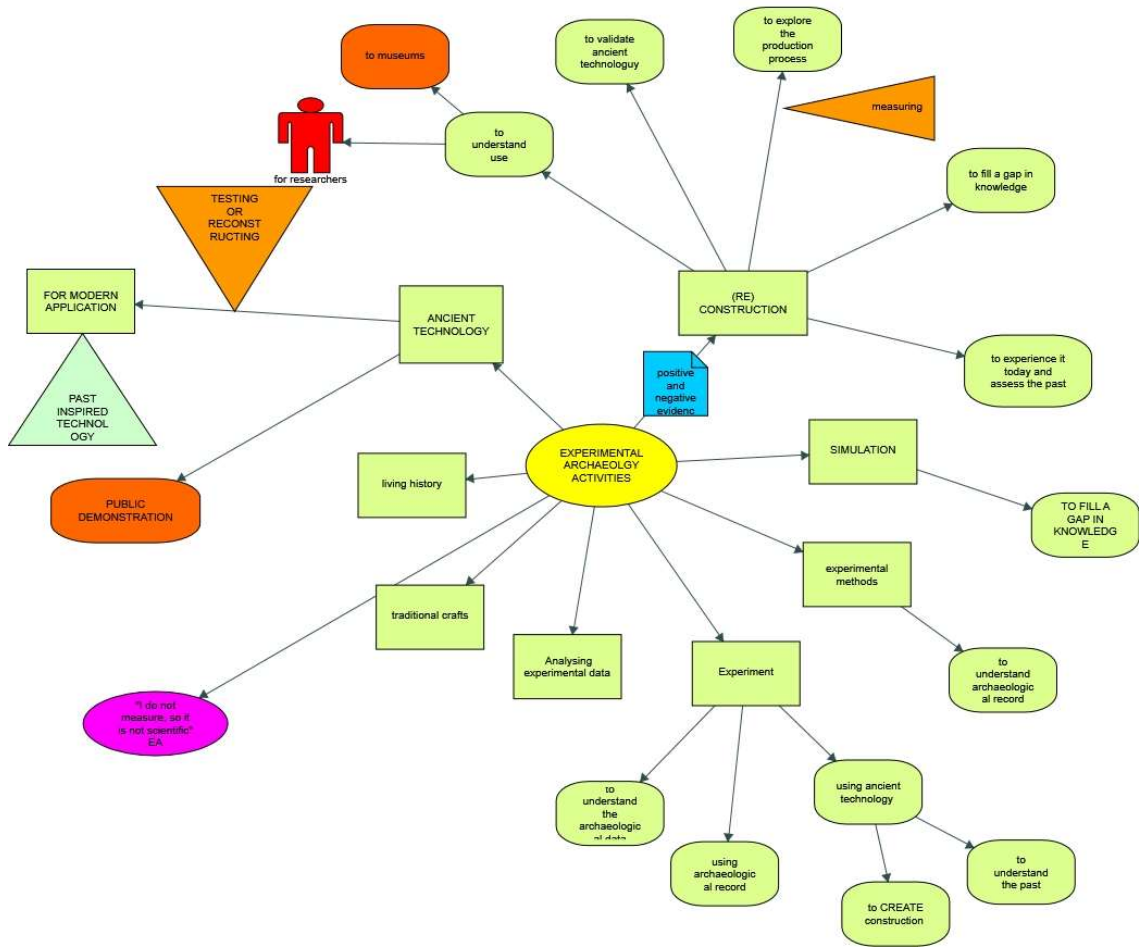 to explore
the
production
process
to validate
ancient
technologuy
to museums
measuring
to
understand
use
for researchers
to fill a gap in
knowledge
TESTING
OR
RECONST
RUCTING
FOR MODERN
APPLICATION
ANCIENT
TECHNOLOGY
(RE)
CONSTRUCTION
to experience it
today and
assess the past
positive
and
negative
evidenc
PAST
INSPIRED
TECHNOL
OGY
EXPERIMENTAL
ARCHAEOLGY
ACTIVITIES
SIMULATION
living history
PUBLIC
DEMONSTRATION
TO FILL A
GAP IN
KNOWLEDG
E
experimental
methods
traditional crafts
Analysing
experimental data
Experiment
to
understand
archaeologic
al record
"I do not
measure, so it
is not scientific"
EA
to
understand
the
archaeologic
al data
using ancient
technology
using
archaeologic
al record
to
understand
the past
to CREATE
construction